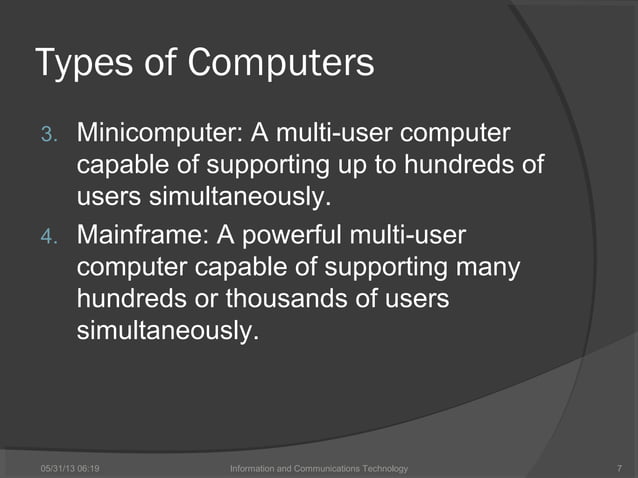 Types of Computers
3. Minicomputer: A multi-user computer
capable of supporting up to hundreds of
users simultaneously.
4. Mainframe: A powerful multi-user
computer capable of supporting many
hundreds or thousands of users
simultaneously.
05/31/13 06:19 Information and Communications Technology 7